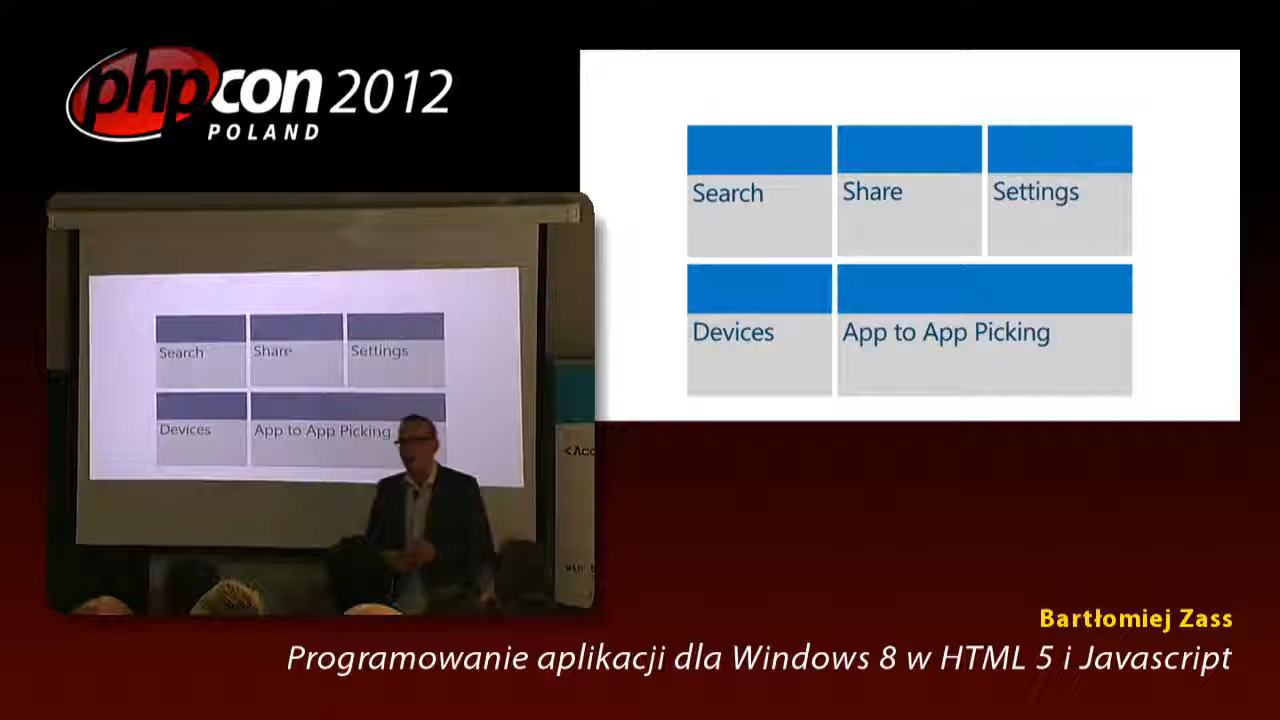 phpcon 2012
POLAND
Search Share Settings
Devices App to App Picking
Search Share Settings
Devices App to App Picking
<Acc
Bartłomiej Zass
Programowanie aplikacji dla Windows 8 w HTML 5 i Javascript